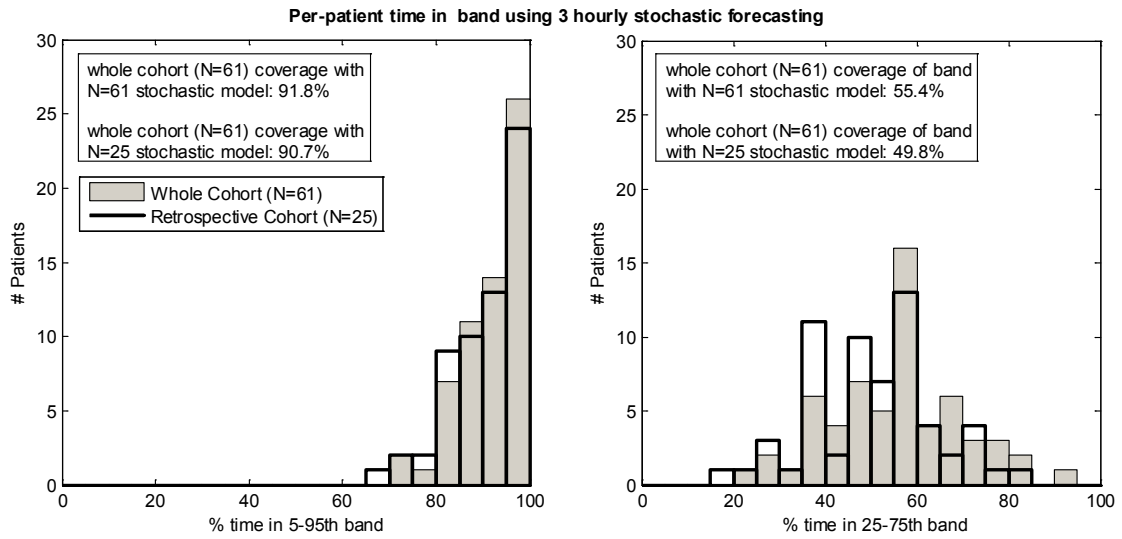 Per-patient time in band using 3 hourly stochastic forecasting
30
25
20
15
10
5
0
# Patients
whole cohort (N=61) coverage with
N=61 stochastic model: 91.8%
whole cohort (N=61) coverage with
N=25 stochastic model: 90.7%
Whole Cohort (N=61)
Retrospective Cohort (N=25)
0 20 40 60 80 100
% time in 5-95th band
30
25
20
15
10
5
0
# Patients
whole cohort (N=61) coverage of band
with N=61 stochastic model: 55.4%
whole cohort (N=61) coverage of band
with N=25 stochastic model: 49.8%
0 20 40 60 80 100
% time in 25-75th band